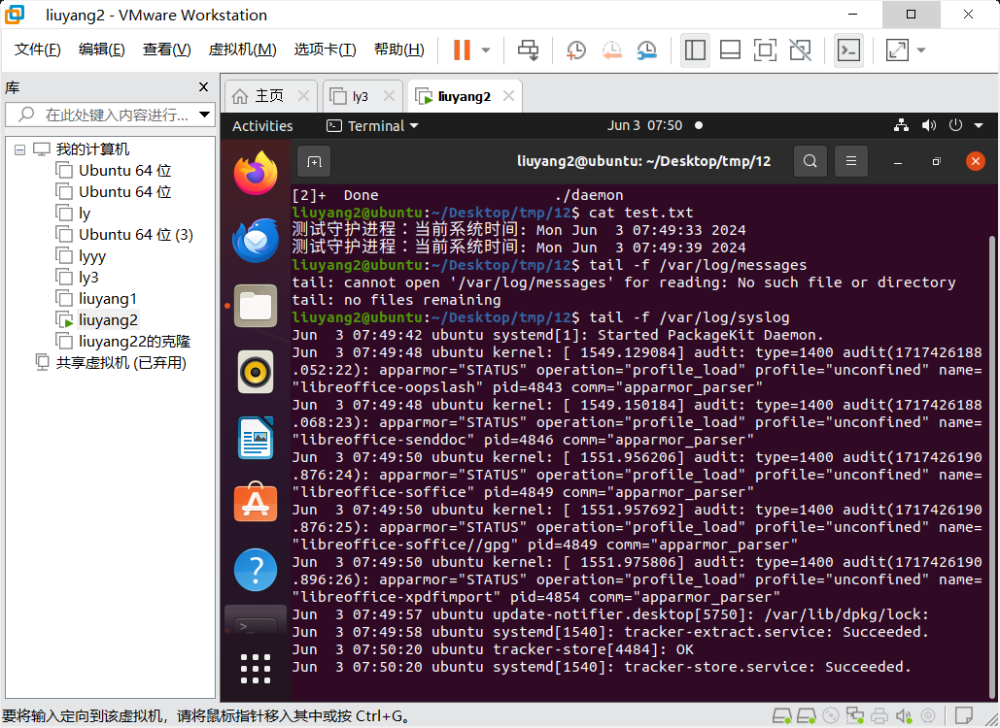 liuyang2 - VMware Workstation
文件(F) 编辑(E) 查看(V) 虚拟机(M) 选项卡(T) 帮助(H)
库
在此处键入内容进行...
我的计算机
Ubuntu 64 位
Ubuntu 64 位
ly
Ubuntu 64 位 (3)
lyyy
ly3
liuyang1
liuyang2
liuyang22的克隆
共享虚拟机 (已弃用)
主页 ly3 liuyang2
Activities Terminal Jun 3 07:50
liuyang2@ubuntu: ~/Desktop/tmp/12
[2]+  Done                    ./daemon
liuyang2@ubuntu:~/Desktop/tmp/12$ cat test.txt
测试守护进程：当前系统时间: Mon Jun  3 07:49:33 2024
测试守护进程：当前系统时间: Mon Jun  3 07:49:39 2024
liuyang2@ubuntu:~/Desktop/tmp/12$ tail -f /var/log/messages
tail: cannot open '/var/log/messages' for reading: No such file or directory
tail: no files remaining
liuyang2@ubuntu:~/Desktop/tmp/12$ tail -f /var/log/syslog
Jun  3 07:49:42 ubuntu systemd[1]: Started PackageKit Daemon.
Jun  3 07:49:48 ubuntu kernel: [ 1549.129084] audit: type=1400 audit(1717426188
.052:22): apparmor="STATUS" operation="profile_load" profile="unconfined" name=
"libreoffice-oopslash" pid=4843 comm="apparmor_parser"
Jun  3 07:49:48 ubuntu kernel: [ 1549.150184] audit: type=1400 audit(1717426188
.068:23): apparmor="STATUS" operation="profile_load" profile="unconfined" name=
"libreoffice-senddoc" pid=4846 comm="apparmor_parser"
Jun  3 07:49:50 ubuntu kernel: [ 1551.956206] audit: type=1400 audit(1717426190
.876:24): apparmor="STATUS" operation="profile_load" profile="unconfined" name=
"libreoffice-soffice" pid=4849 comm="apparmor_parser"
Jun  3 07:49:50 ubuntu kernel: [ 1551.957692] audit: type=1400 audit(1717426190
.876:25): apparmor="STATUS" operation="profile_load" profile="unconfined" name=
"libreoffice-soffice//gpg" pid=4849 comm="apparmor_parser"
Jun  3 07:49:50 ubuntu kernel: [ 1551.975806] audit: type=1400 audit(1717426190
.896:26): apparmor="STATUS" operation="profile_load" profile="unconfined" name=
"libreoffice-xpdfimport" pid=4854 comm="apparmor_parser"
Jun  3 07:49:57 ubuntu update-notifier.desktop[5750]: /var/lib/dpkg/lock:
Jun  3 07:49:58 ubuntu systemd[1540]: tracker-extract.service: Succeeded.
Jun  3 07:50:20 ubuntu tracker-store[4484]: OK
Jun  3 07:50:20 ubuntu systemd[1540]: tracker-store.service: Succeeded.
要将输入定向到该虚拟机，请将鼠标指针移入其中或按 Ctrl+G。